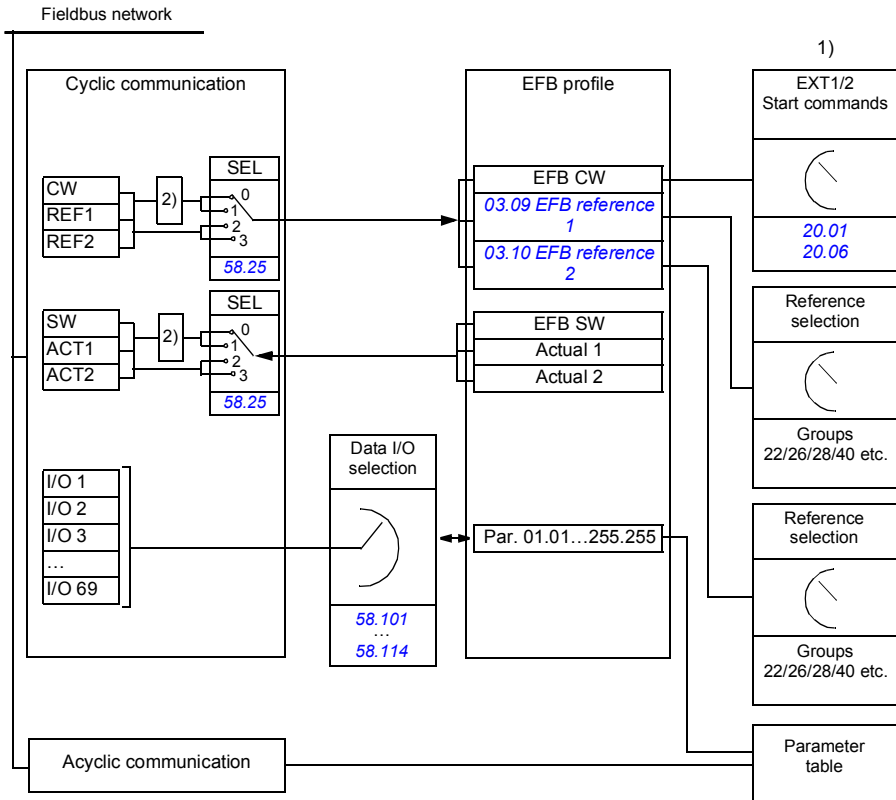 Fieldbus network
1)
Cyclic communication
EFB profile
EXT1/2
Start commands
SEL
CW
REF1
REF2
2)
0
1
2
3
58.25
EFB CW
03.09 EFB reference
1
03.10 EFB reference
2
20.01
20.06
SEL
SW
ACT1
ACT2
2)
0
1
2
3
58.25
EFB SW
Actual 1
Actual 2
Reference
selection
Groups
22/26/28/40 etc.
Data I/O
selection
I/O 1
I/O 2
I/O 3
...
I/O 69
58.101
...
58.114
Par. 01.01…255.255
Reference
selection
Groups
22/26/28/40 etc.
Acyclic communication
Parameter
table